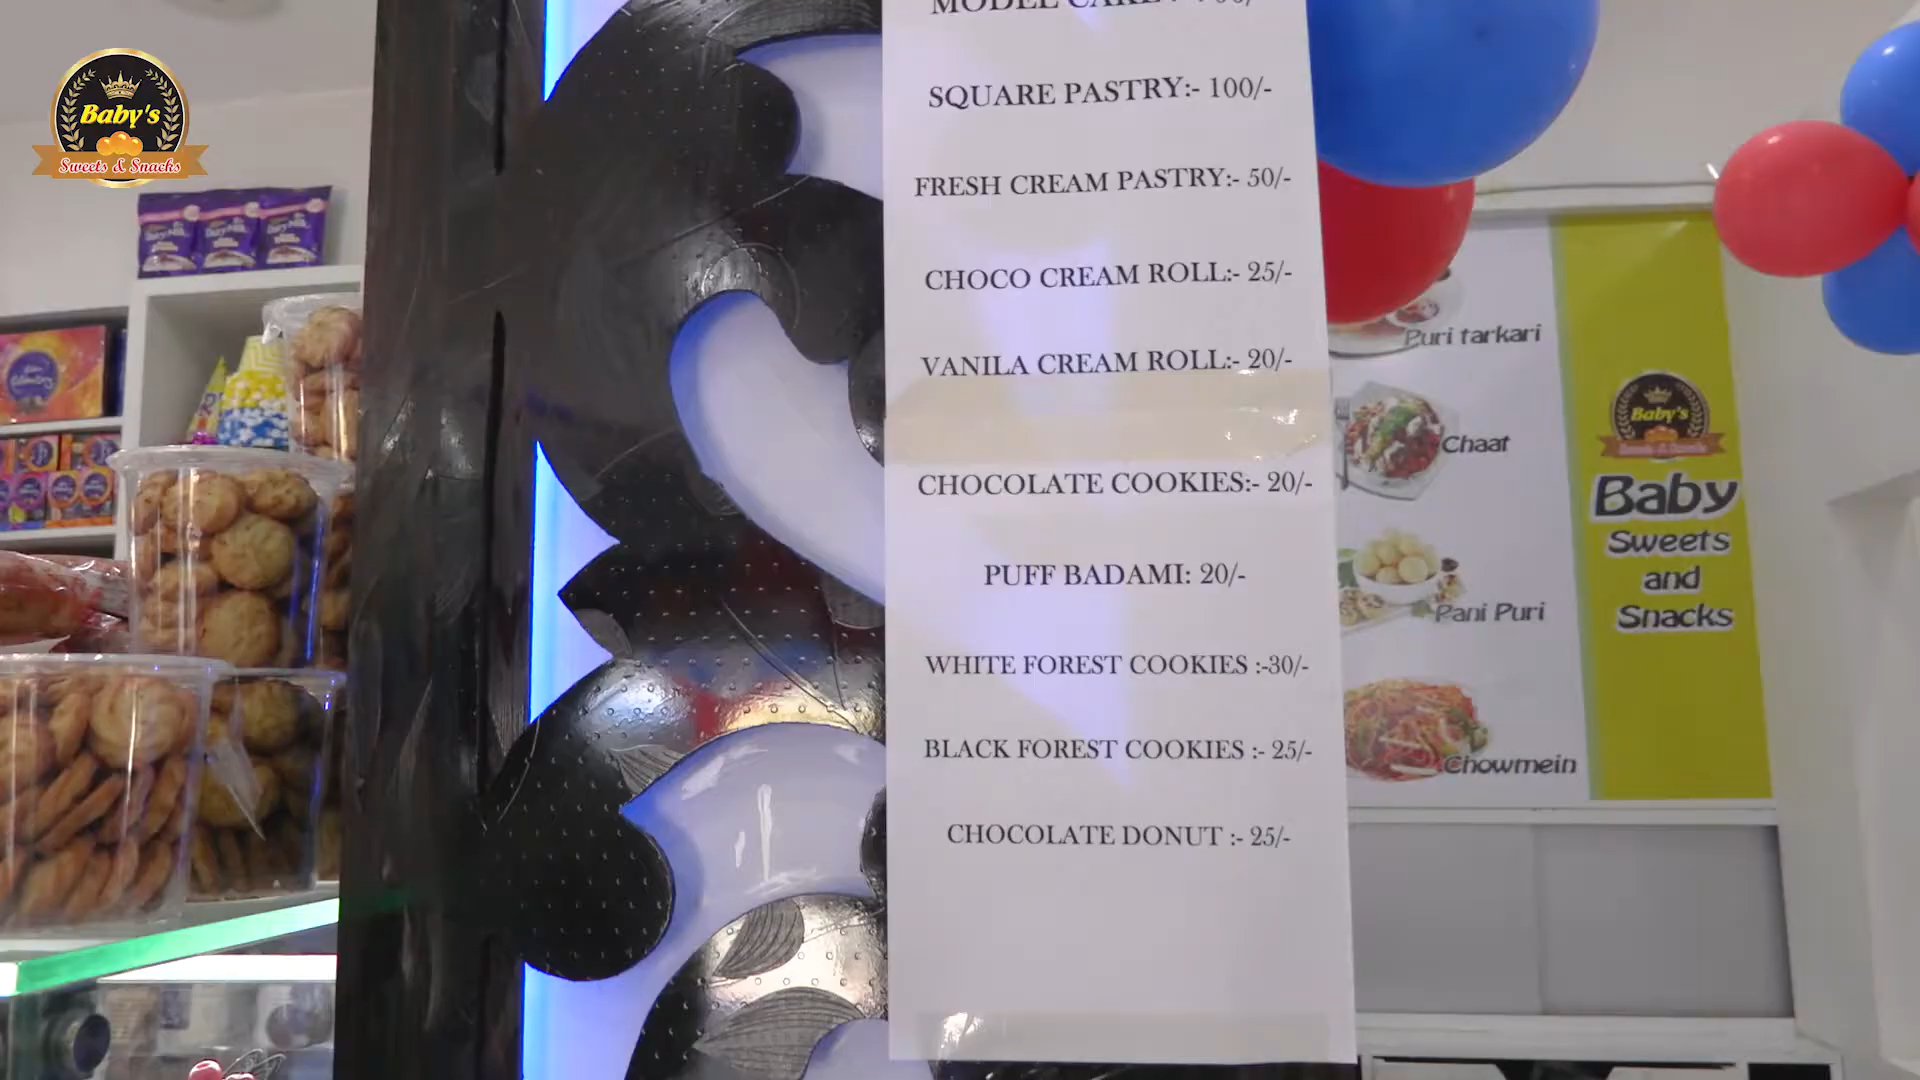 Baby's
Sweets & Snacks
SQUARE PASTRY:- 100/-
FRESH CREAM PASTRY:- 50/-
CHOCO CREAM ROLL:- 25/-
VANILA CREAM ROLL:- 20/-
CHOCOLATE COOKIES:- 20/-
PUFF BADAMI: 20/-
WHITE FOREST COOKIES :-30/-
BLACK FOREST COOKIES :- 25/-
CHOCOLATE DONUT :- 25/-
Puri tarkari
Chaat
Pani Puri
Chowmein
Baby's
Baby
Sweets
and
Snacks